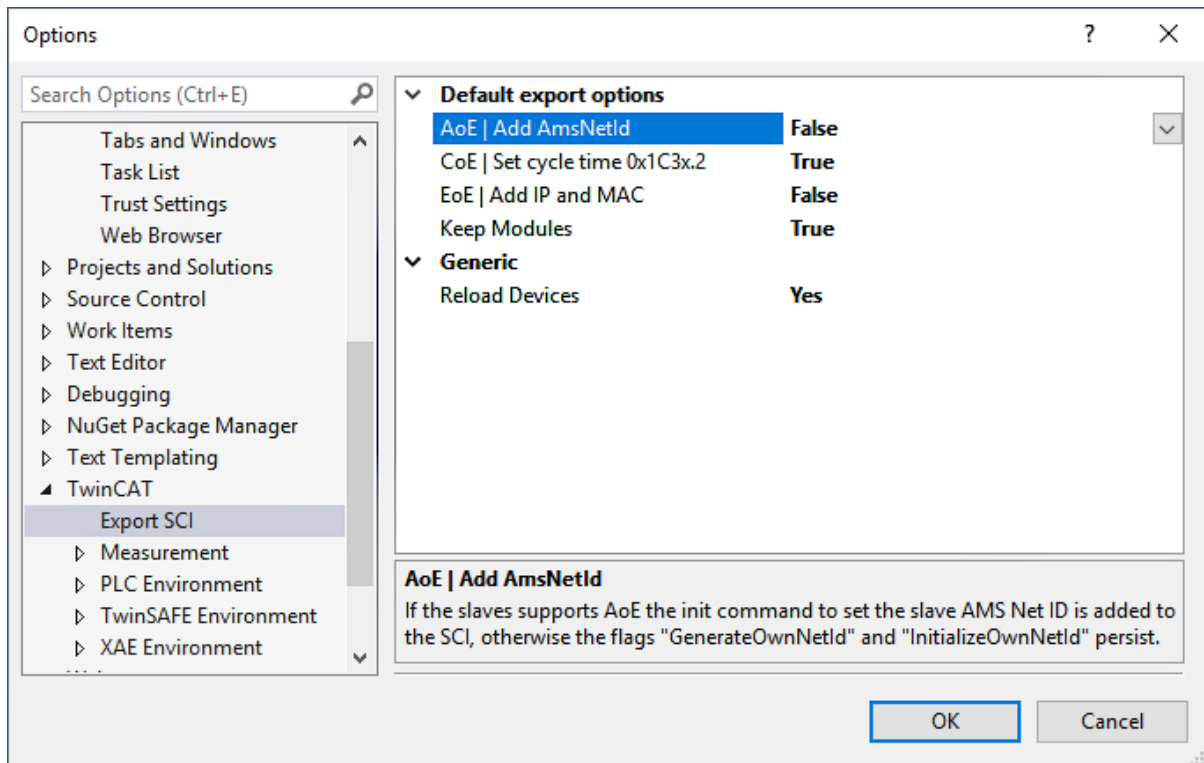 Options
?
Search Options (Ctrl+E)
Tabs and Windows
Task List
Trust Settings
Web Browser
Projects and Solutions
Source Control
Work Items
Text Editor
Debugging
NuGet Package Manager
Text Templating
TwinCAT
Export SCI
Measurement
PLC Environment
TwinSAFE Environment
XAE Environment
Default export options
AoE | Add AmsNetId False
CoE | Set cycle time 0x1C3x.2 True
EoE | Add IP and MAC False
Keep Modules True
Generic
Reload Devices Yes
AoE | Add AmsNetId
If the slaves supports AoE the init command to set the slave AMS Net ID is added to
the SCI, otherwise the flags "GenerateOwnNetId" and "InitializeOwnNetId" persist.
OK
Cancel